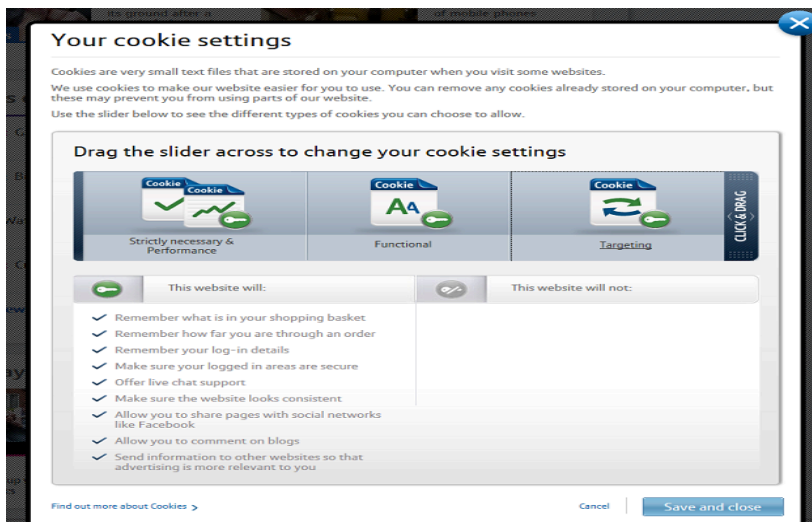 its ground after a
of mobile phones
Your cookie settings
Cookies are very small text files that are stored on your computer when you visit some websites.
We use cookies to make our website easier for you to use. You can remove any cookies already stored on your computer, but
these may prevent you from using parts of our website.
Use the slider below to see the different types of cookies you can choose to allow.
Drag the slider across to change your cookie settings
Cookie
Cookie
Cookie
Cookie
AA
CLICK & DRAG
Strictly necessary &
Performance
Functional
Targeting
This website will:
This website will not:
Remember what is in your shopping basket
Remember how far you are through an order
Remember your log-in details
Make sure your logged in areas are secure
Offer live chat support
Make sure the website looks consistent
Allow you to share pages with social networks
like Facebook
Allow you to comment on blogs
Send information to other websites so that
advertising is more relevant to you
Find out more about Cookies
Cancel
Save and close